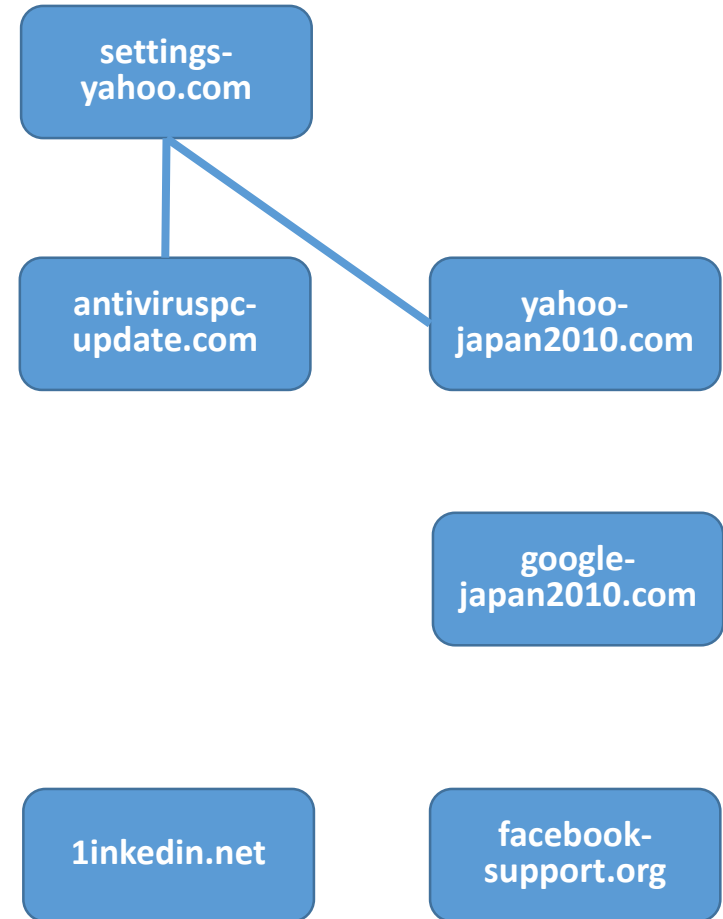 settings-
yahoo.com
antiviruspc-
update.com
yahoo-
japan2010.com
google-
japan2010.com
1inkedin.net
facebook-
support.org